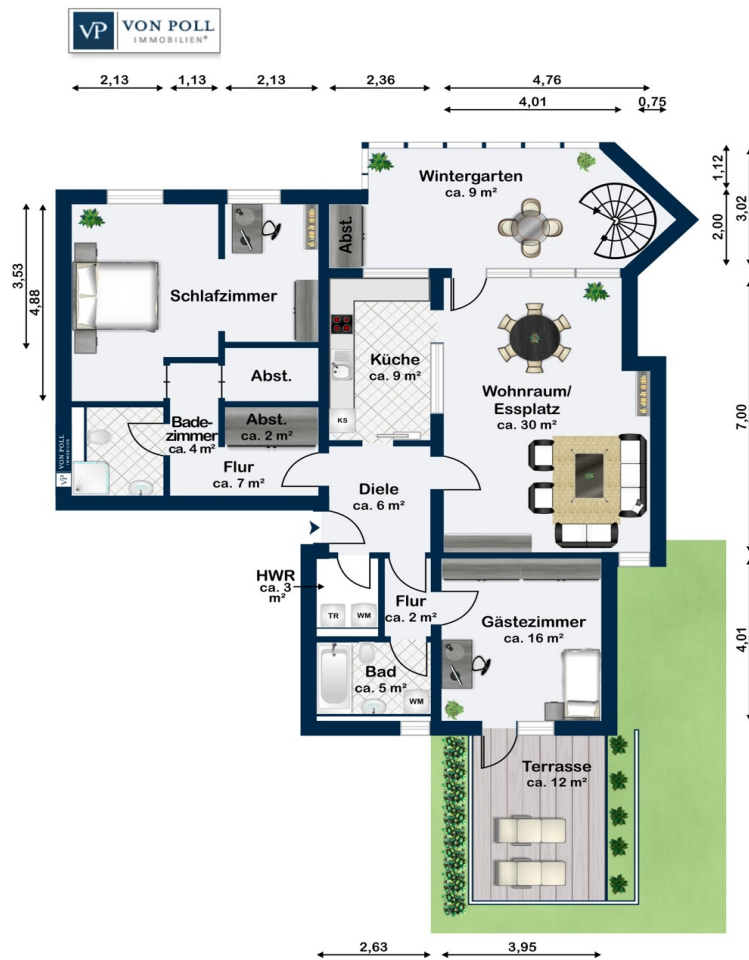 VP VON POLL
IMMOBILIEN®
2,13 1,13 2,13 2,36 4,76
4,01 0,75
1,12
2,00
3,02
Wintergarten
ca. 9 m²
Abst.
3,53
4,88
Schlafzimmer
Küche
ca. 9 m²
KS
Wohnraum/
Essplatz
ca. 30 m²
7,00
Abst.
Abst.
ca. 2 m²
Bade-
zimmer
ca. 4 m²
Flur
ca. 7 m²
VP VON POLL
IMMOBILIEN
Diele
ca. 6 m²
HWR
ca. 3
m²
TR WM
Flur
ca. 2 m²
Gästezimmer
ca. 16 m²
4,01
Bad
ca. 5 m²
WM
Terrasse
ca. 12 m²
2,63 3,95